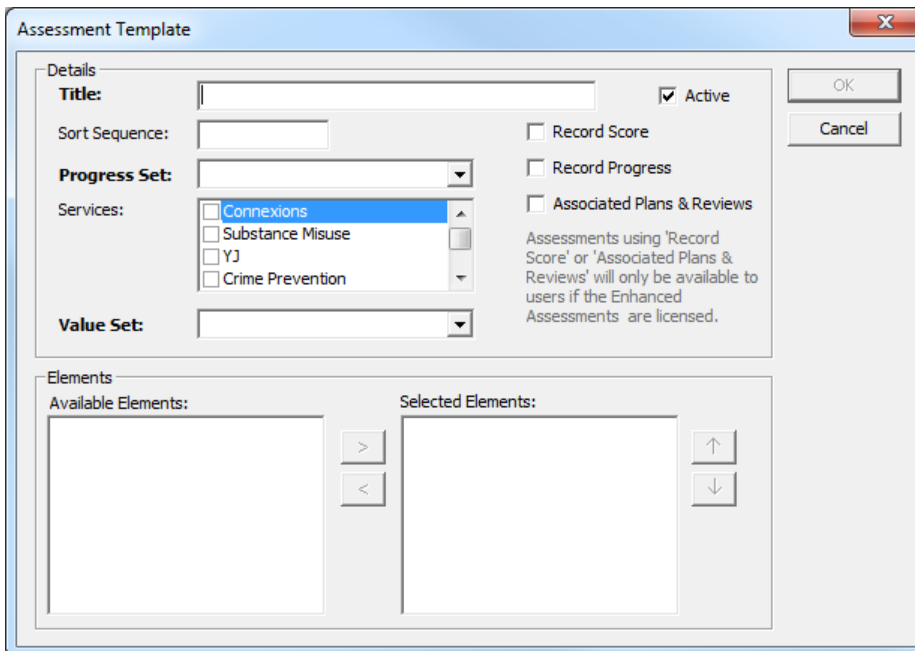 Assessment Template
Details
Title:
Active
OK
Sort Sequence:
Record Score
Cancel
Progress Set:
Record Progress
Services:
Connexions
Substance Misuse
YJ
Crime Prevention
Associated Plans & Reviews
Assessments using 'Record
Score' or 'Associated Plans &
Reviews' will only be available to
users if the Enhanced
Assessments are licensed.
Value Set:
Elements
Available Elements:
Selected Elements:
>
<
↑
↓